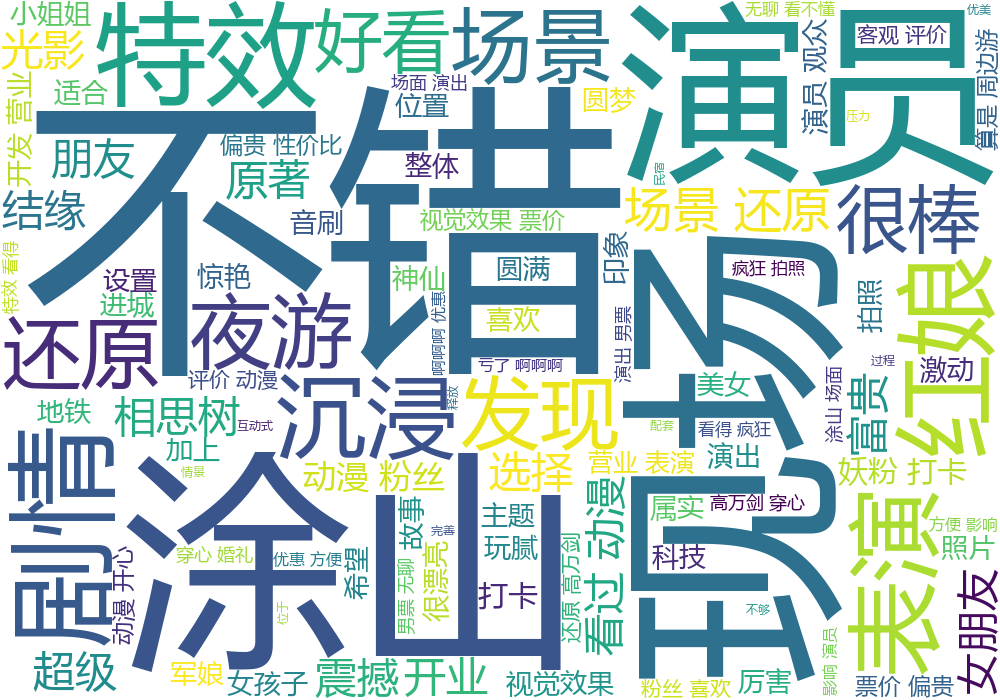 小姐姐
特效
好看
场景
演员
无聊 看不懂
优美
光影
客观 评价
演员 观众
算是 周边游
开发 营业
适合
场面 演出
位置
圆梦
压力
不错
朋友
偏贵 性价比
整体
原著
民宿
结缘
音刷
视觉效果 票价
场景 还原
很棒
特效 看得
设置
惊艳
神仙
圆满
印象
现场
疯狂 拍照
红娘
进城
拍照
还原
夜游
啊啊啊 优惠
喜欢
演出 男票
亏了 啊啊啊
过程
激动
评价 动漫
沉浸
释放
发现
美女
涂山 场面
富贵
地铁
相思树
互动式
配套
看得 疯狂
加上
剧情
涂山
情景
动漫 粉丝
选择
营业 表演
演出
妖粉 打卡
故事
主题
看过 动漫
属实
高万剑 穿心
表演
动漫 开心
穿心 婚礼
优惠 方便
希望
完善
玩腻
还原 高万剑
科技
方便 影响
照片
男票 无聊
很漂亮
打卡
位于
不够
女朋友
超级
军娘
女孩子
震撼
开业
视觉效果
粉丝 喜欢
厉害
影响 演员
票价 偏贵